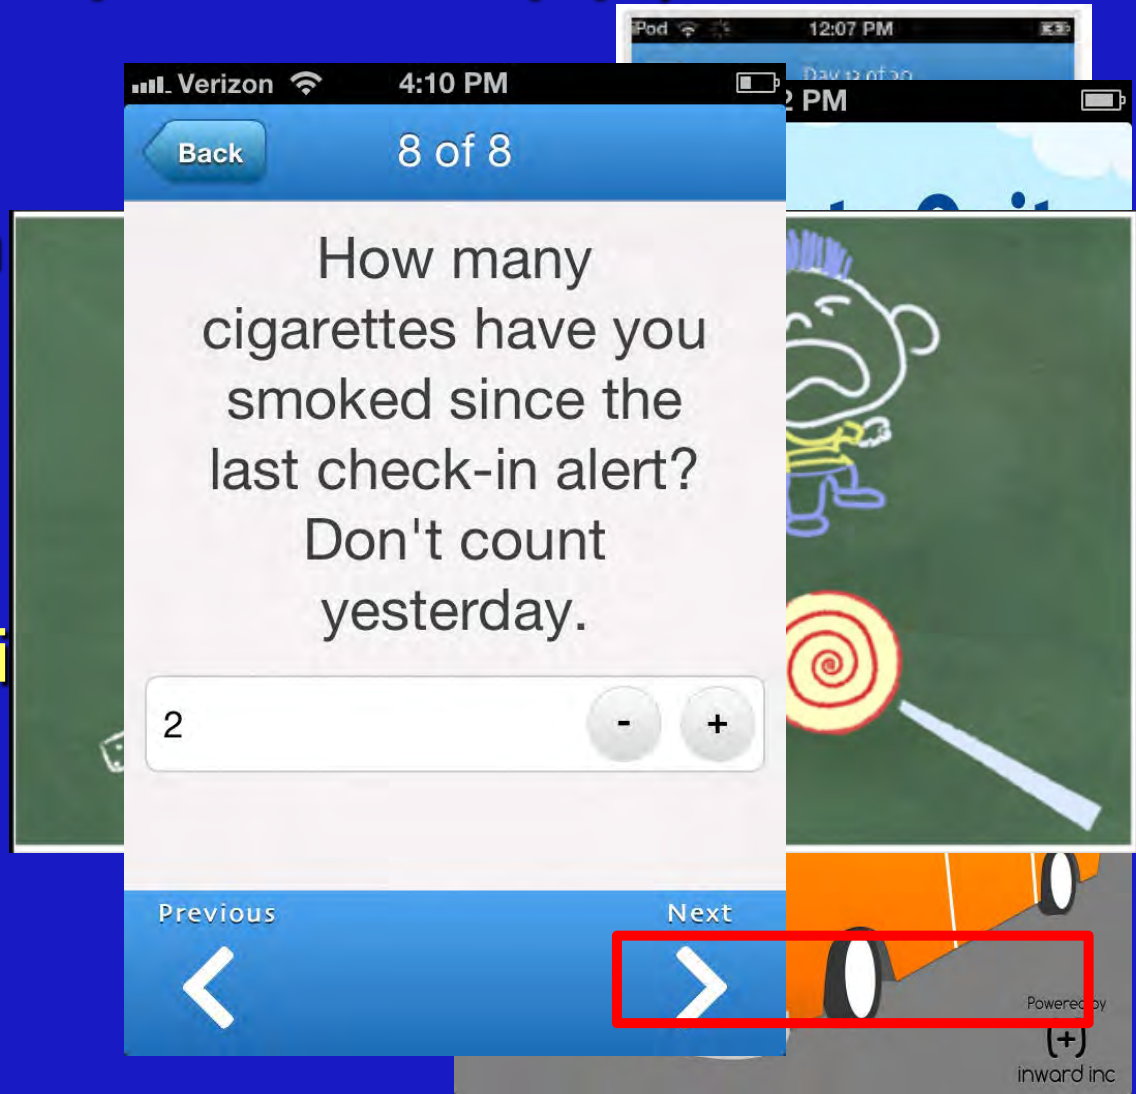 iPod 12:07 PM
Verizon 4:10 PM
2 PM
Back 8 of 8
How many
cigarettes have you
smoked since the
last check-in alert?
Don't count
yesterday.
2 - +
Previous Next
Powered by
(+)
inward inc